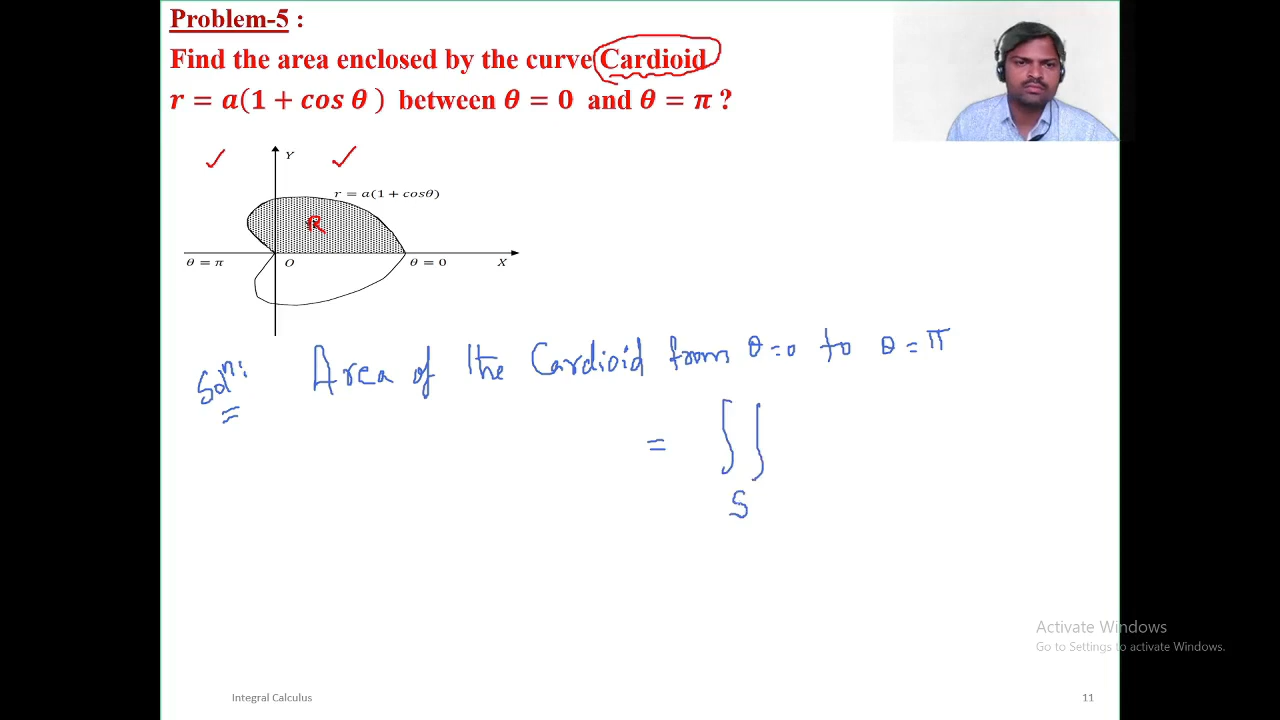 Problem-5 :
Find the area enclosed by the curve Cardioid
r = a(1 + cos θ ) between θ = 0 and θ = π ?
Y
r = a(1 + cosθ)
R
θ = π
O
θ = 0
X
Soln:
Area of the Cardioid from θ=0 to θ=π
= ∫∫
S
Activate Windows
Go to Settings to activate Windows.
Integral Calculus
11